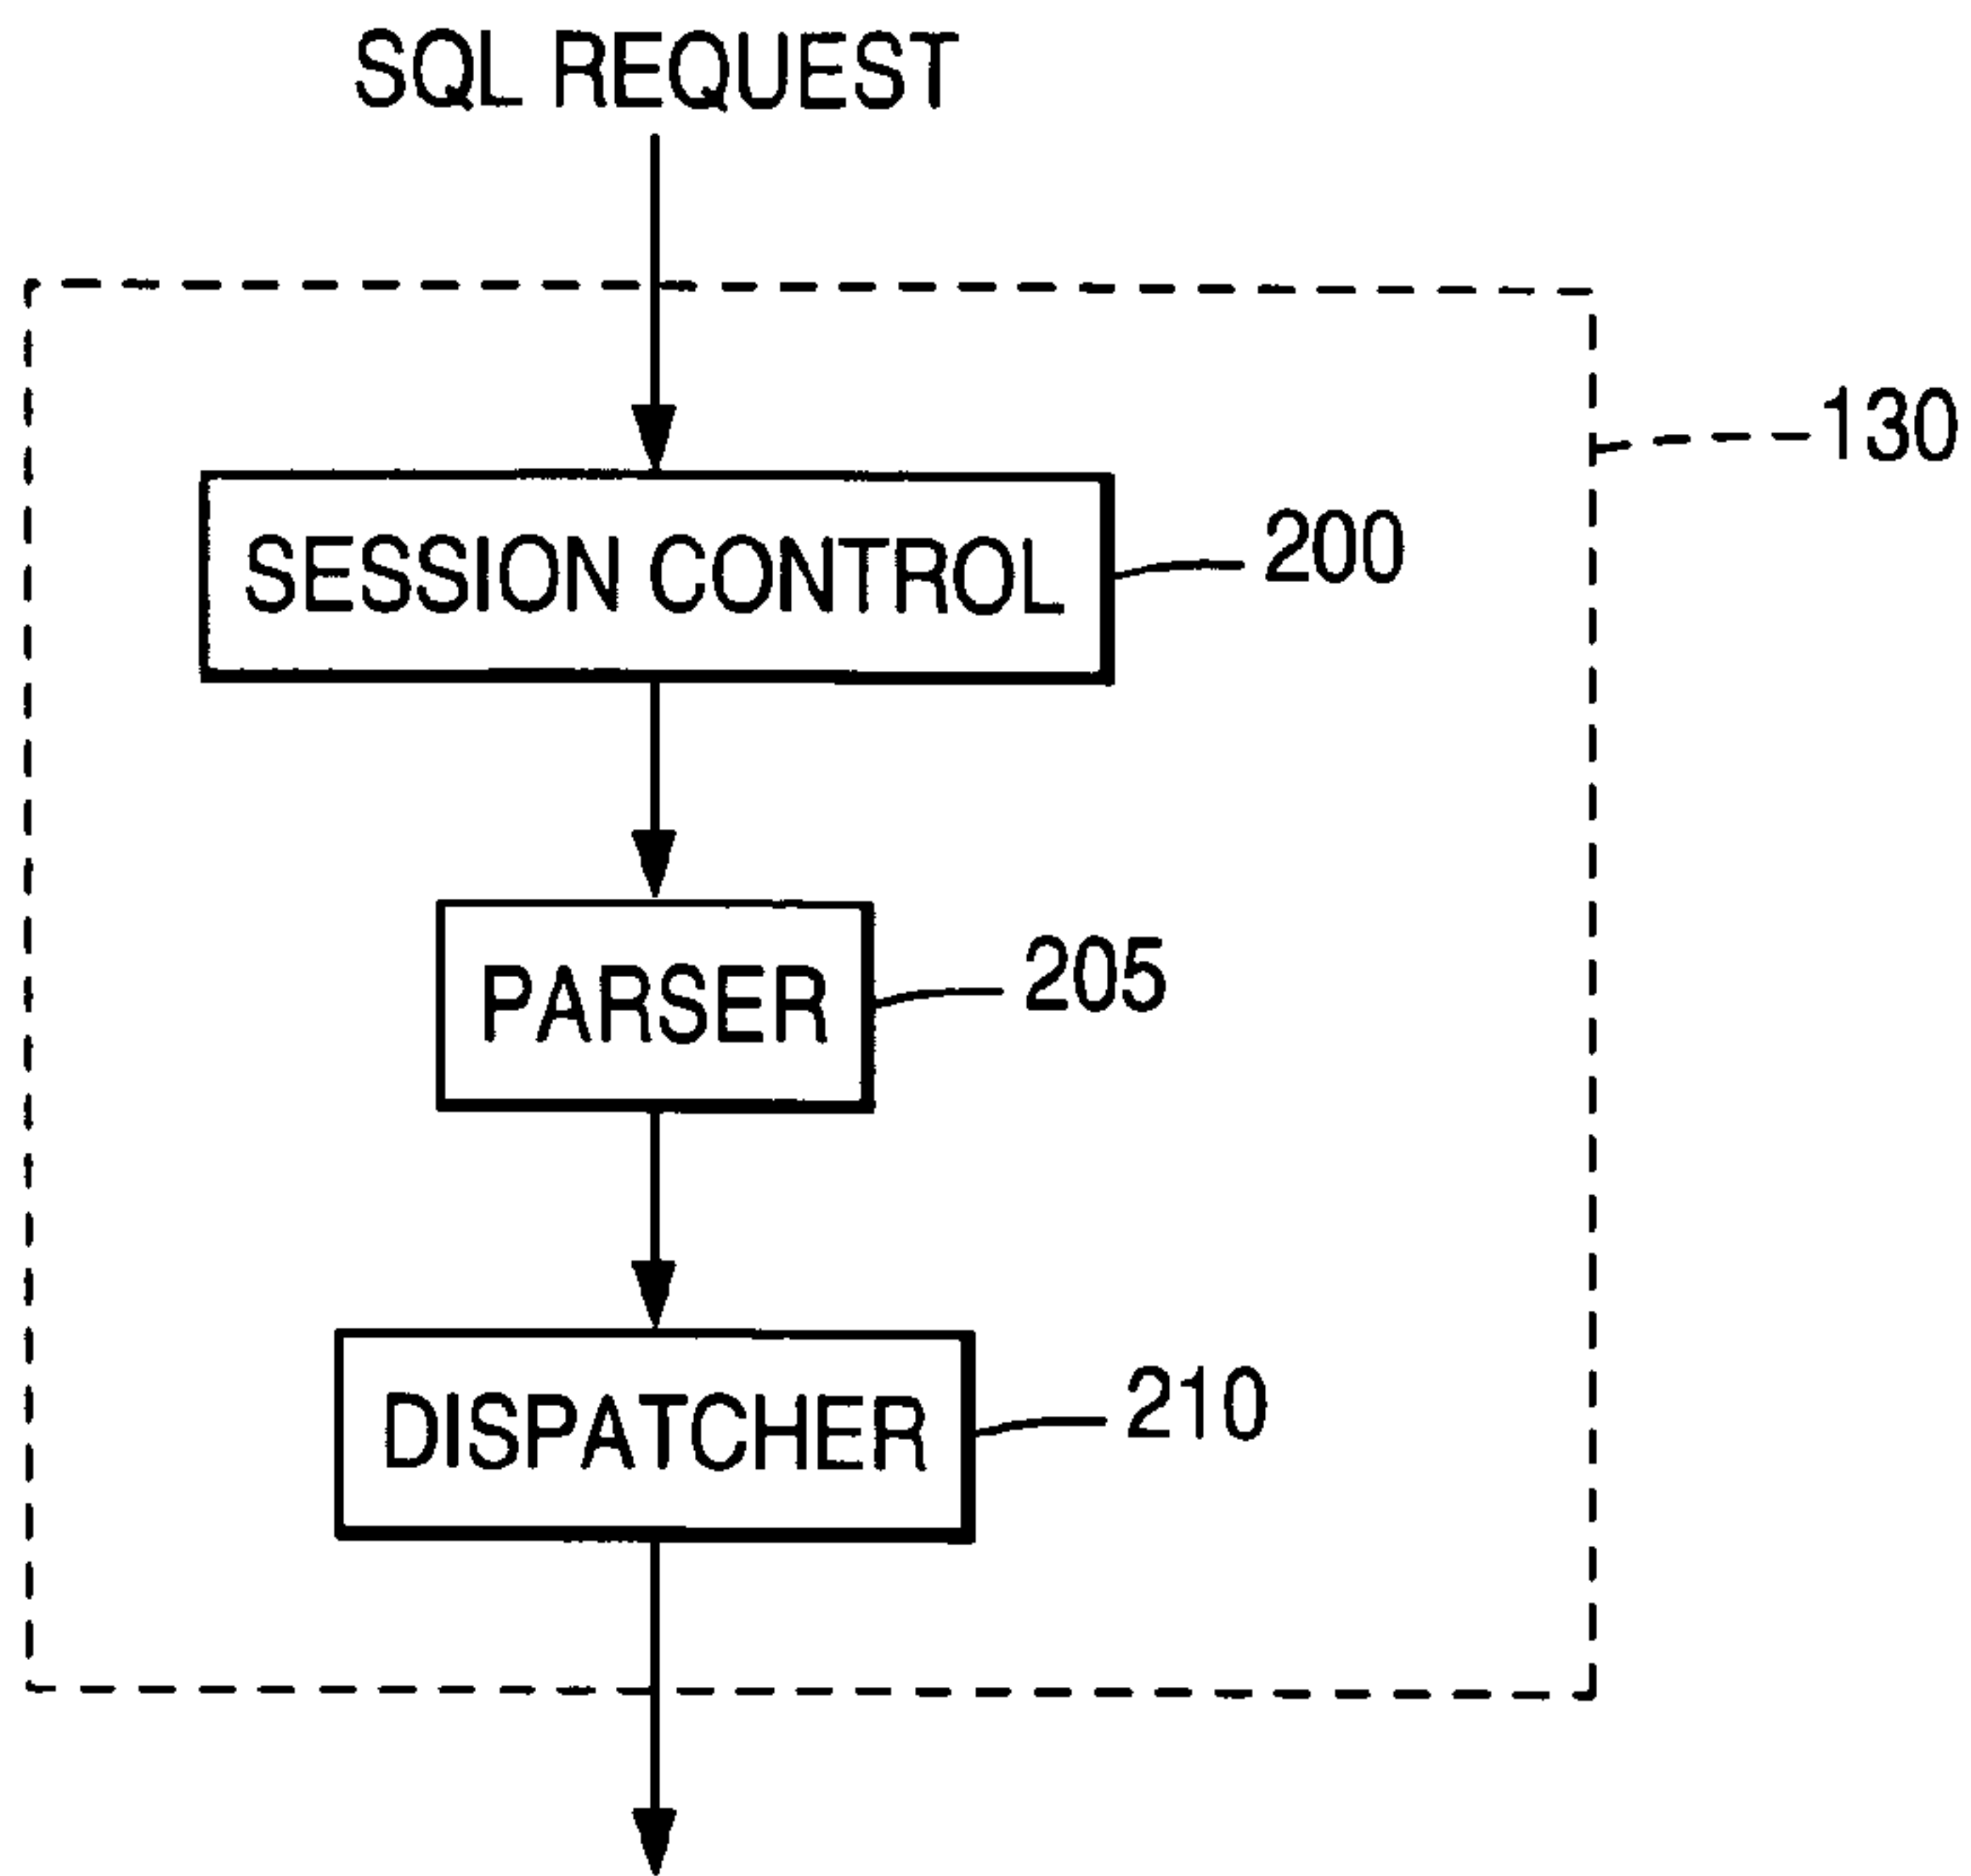 SQL REQUEST
130
SESSION CONTROL
200
PARSER
205
DISPATCHER
210